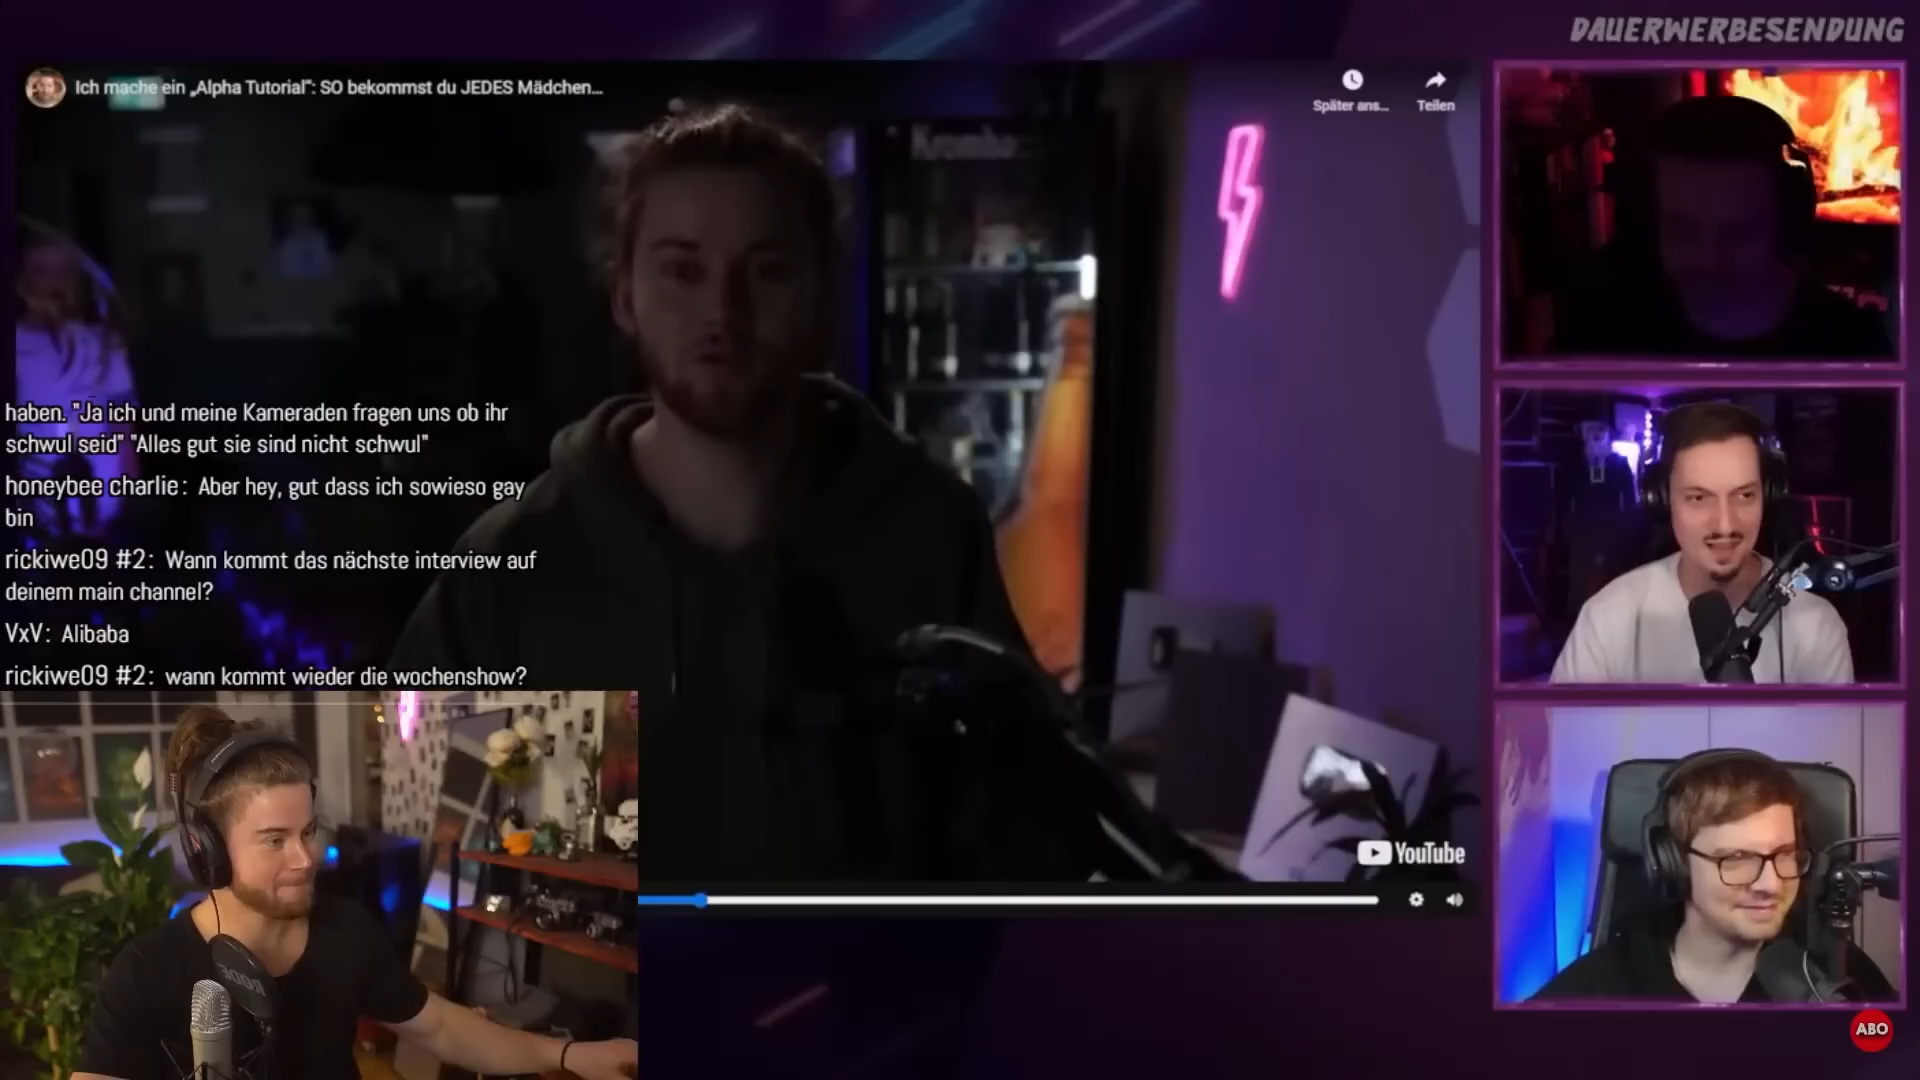 DAUERWERBESENDUNG
Ich mache ein „Alpha Tutorial": SO bekommst du JEDES Mädchen...
Später ans...
Teilen
haben. "Ja ich und meine Kameraden fragen uns ob ihr
schwul seid" "Alles gut sie sind nicht schwul"
honeybee charlie: Aber hey, gut dass ich sowieso gay
bin
rickiwe09 #2: Wann kommt das nächste interview auf
deinem main channel?
VxV: Alibaba
rickiwe09 #2: wann kommt wieder die wochenshow?
YouTube
RODE
ABO